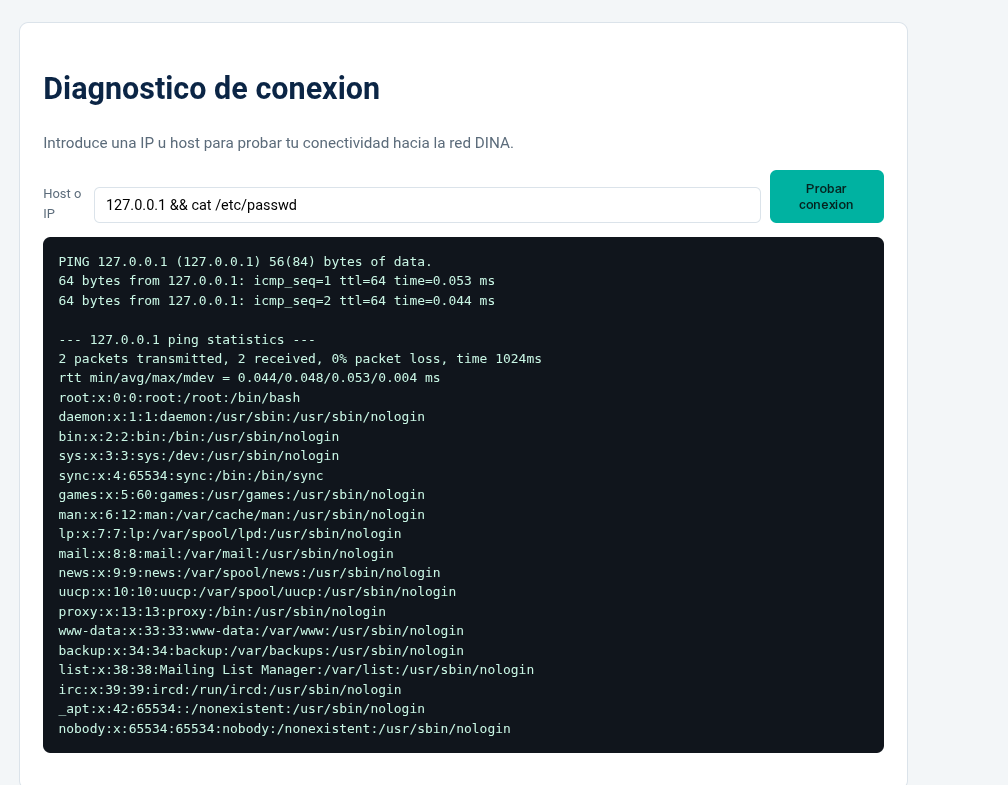 Diagnostico de conexion
Introduce una IP u host para probar tu conectividad hacia la red DINA.
Host o
IP
127.0.0.1 && cat /etc/passwd
Probar
conexion
PING 127.0.0.1 (127.0.0.1) 56(84) bytes of data.
64 bytes from 127.0.0.1: icmp_seq=1 ttl=64 time=0.053 ms
64 bytes from 127.0.0.1: icmp_seq=2 ttl=64 time=0.044 ms
--- 127.0.0.1 ping statistics ---
2 packets transmitted, 2 received, 0% packet loss, time 1024ms
rtt min/avg/max/mdev = 0.044/0.048/0.053/0.004 ms
root:x:0:0:root:/root:/bin/bash
daemon:x:1:1:daemon:/usr/sbin:/usr/sbin/nologin
bin:x:2:2:bin:/bin:/usr/sbin/nologin
sys:x:3:3:sys:/dev:/usr/sbin/nologin
sync:x:4:65534:sync:/bin:/bin/sync
games:x:5:60:games:/usr/games:/usr/sbin/nologin
man:x:6:12:man:/var/cache/man:/usr/sbin/nologin
lp:x:7:7:lp:/var/spool/lpd:/usr/sbin/nologin
mail:x:8:8:mail:/var/mail:/usr/sbin/nologin
news:x:9:9:news:/var/spool/news:/usr/sbin/nologin
uucp:x:10:10:uucp:/var/spool/uucp:/usr/sbin/nologin
proxy:x:13:13:proxy:/bin:/usr/sbin/nologin
www-data:x:33:33:www-data:/var/www:/usr/sbin/nologin
backup:x:34:34:backup:/var/backups:/usr/sbin/nologin
list:x:38:38:Mailing List Manager:/var/list:/usr/sbin/nologin
irc:x:39:39:ircd:/run/ircd:/usr/sbin/nologin
_apt:x:42:65534::/nonexistent:/usr/sbin/nologin
nobody:x:65534:65534:nobody:/nonexistent:/usr/sbin/nologin